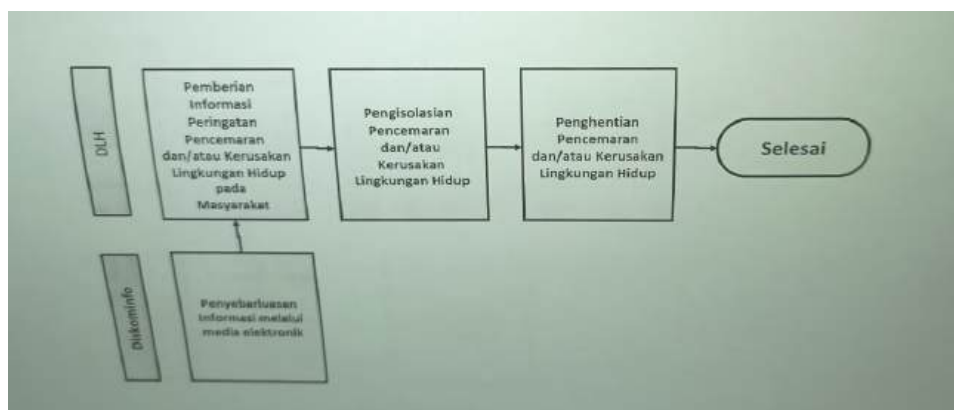 DLH
Pemberian
Informasi
Peringatan
Pencemaran
dan/atau Kerusakan
Lingkungan Hidup
pada
Masyarakat
Pengisolasian
Pencemaran
dan/atau
Kerusakan
Lingkungan Hidup
Penghentian
Pencemaran
dan/atau Kerusakan
Lingkungan Hidup
Selesai
Diskominfo
Penyebarluasan
Informasi melalui
media elektronik